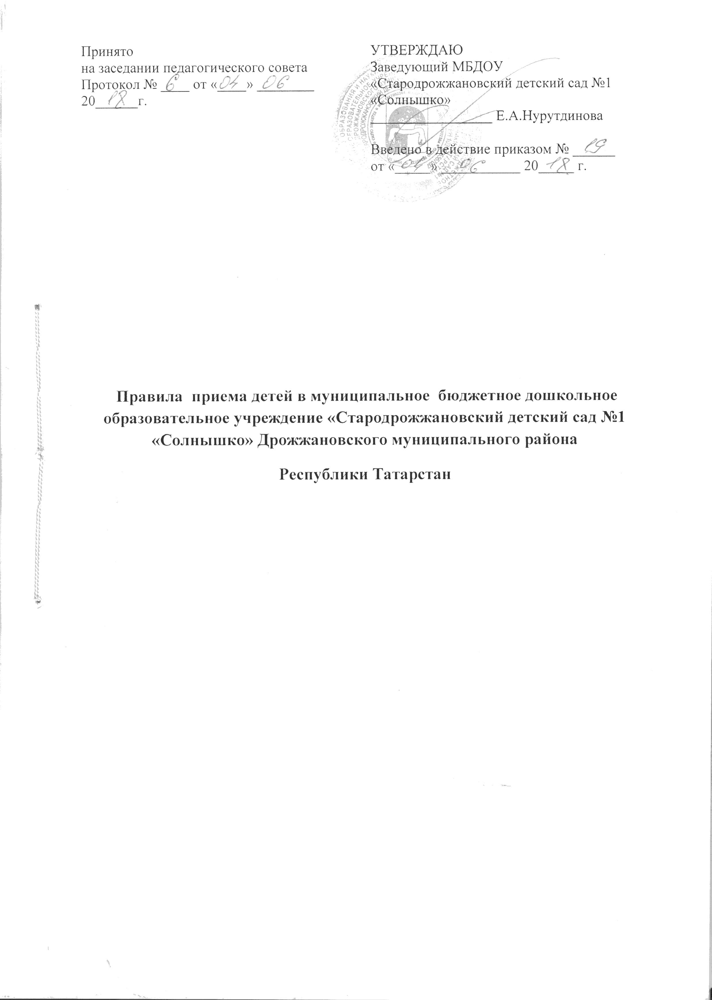 Принято
на заседании педагогического совета
Протокол № 6 от «04» 06
2018г.
УТВЕРЖДАЮ
Заведующий МБДОУ
«Стародрожжановский детский сад №1
«Солнышко»
Е.А.Нурутдинова
Введено в действие приказом № 19
от «04» 06 2018 г.
Правила приема детей в муниципальное бюджетное дошкольное
образовательное учреждение «Стародрожжановский детский сад №1
«Солнышко» Дрожжановского муниципального района
Республики Татарстан